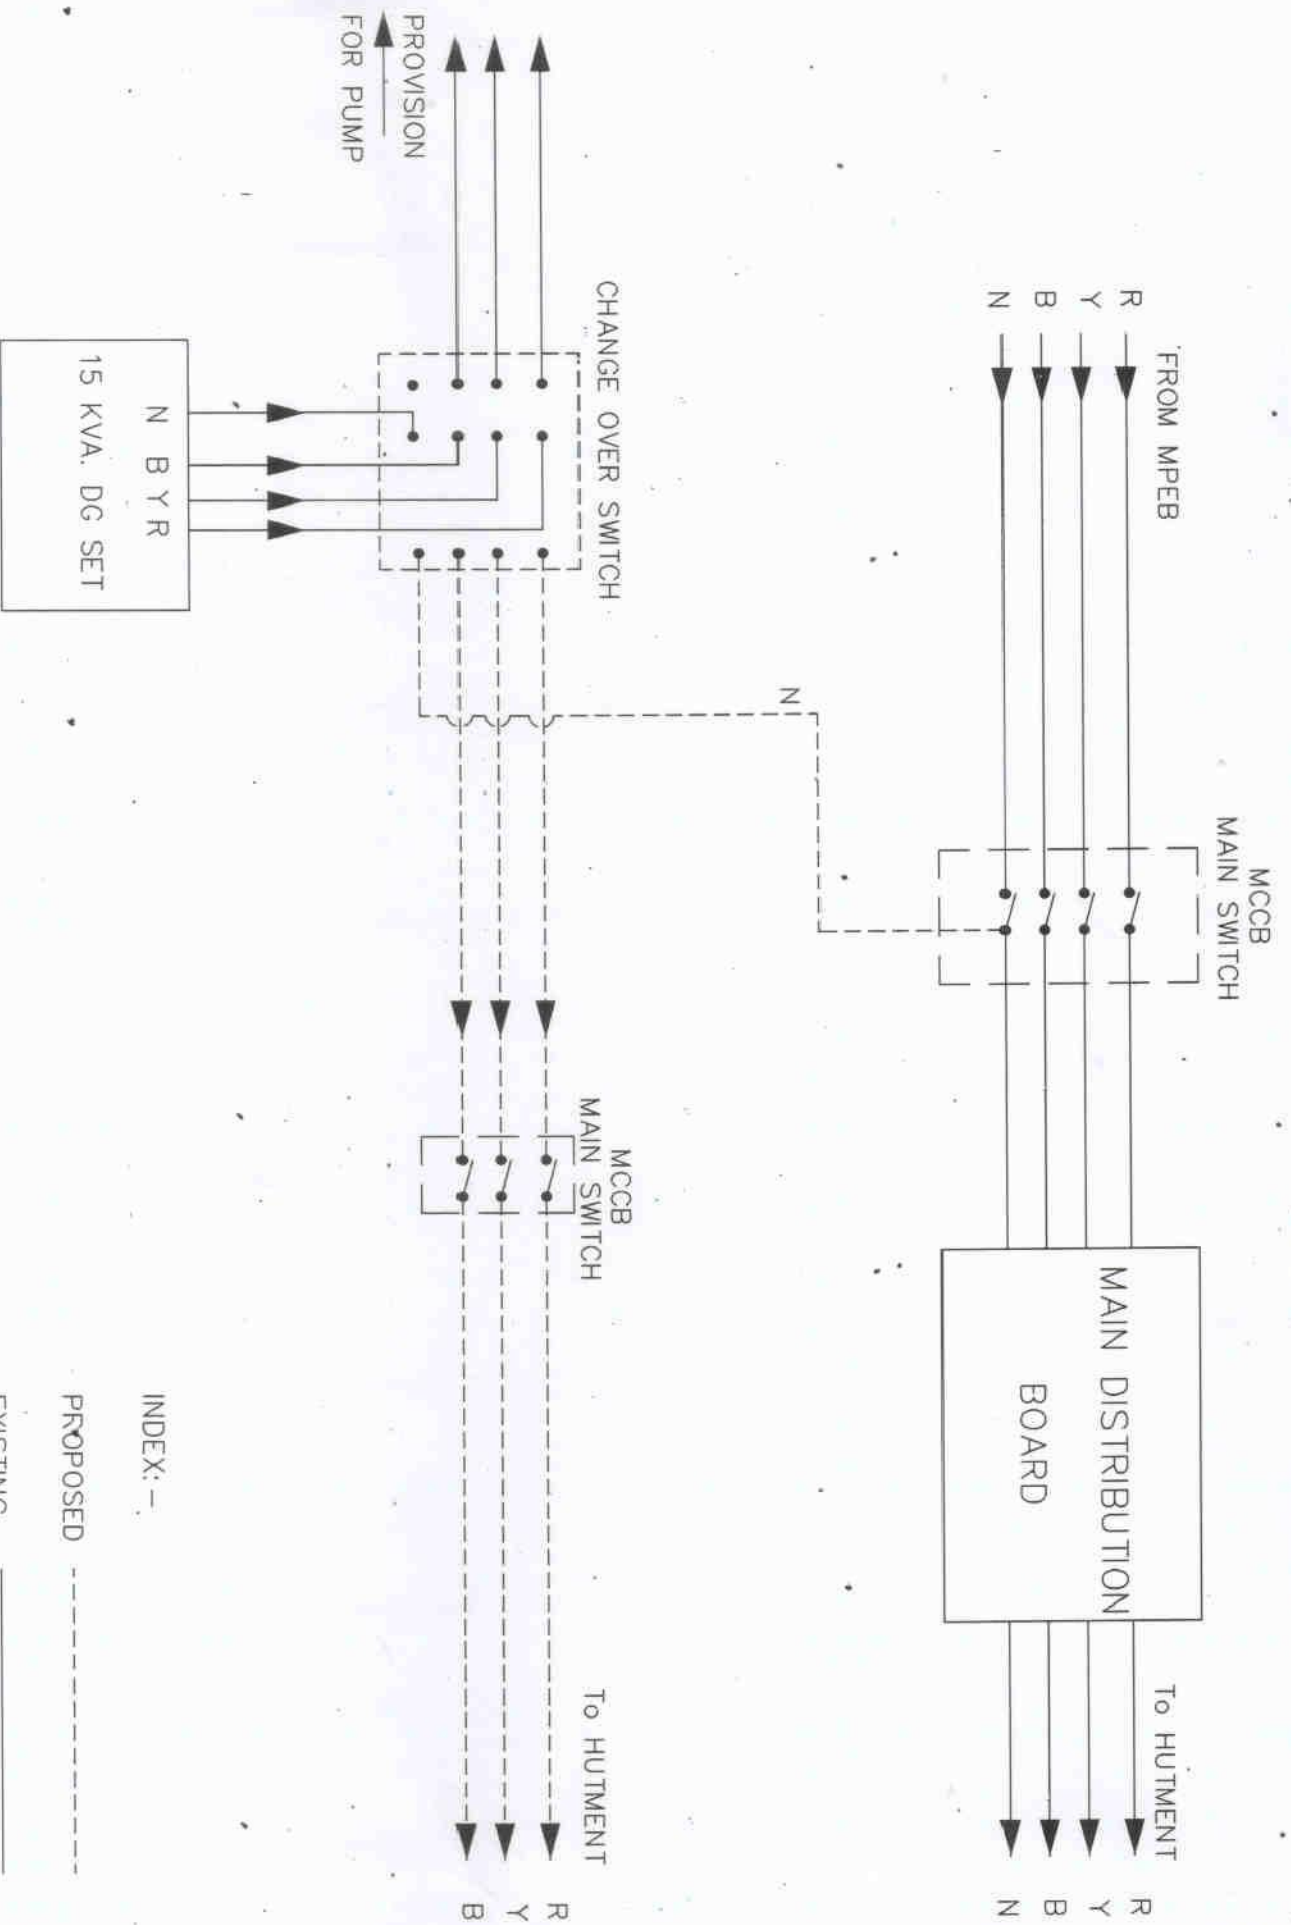 FROM MPEB
R
Y
B
N
MCCB
MAIN SWITCH
MAIN DISTRIBUTION
BOARD
To HUTMENT
R
Y
B
N
N
CHANGE OVER SWITCH
PROVISION
FOR PUMP
N B Y R
15 KVA. DG SET
MCCB
MAIN SWITCH
To HUTMENT
R
Y
B
INDEX:-
PROPOSED
EXISTING